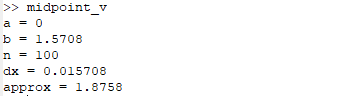 >> midpoint_v
a = 0
b = 1.5708
n = 100
dx = 0.015708
approx = 1.8758